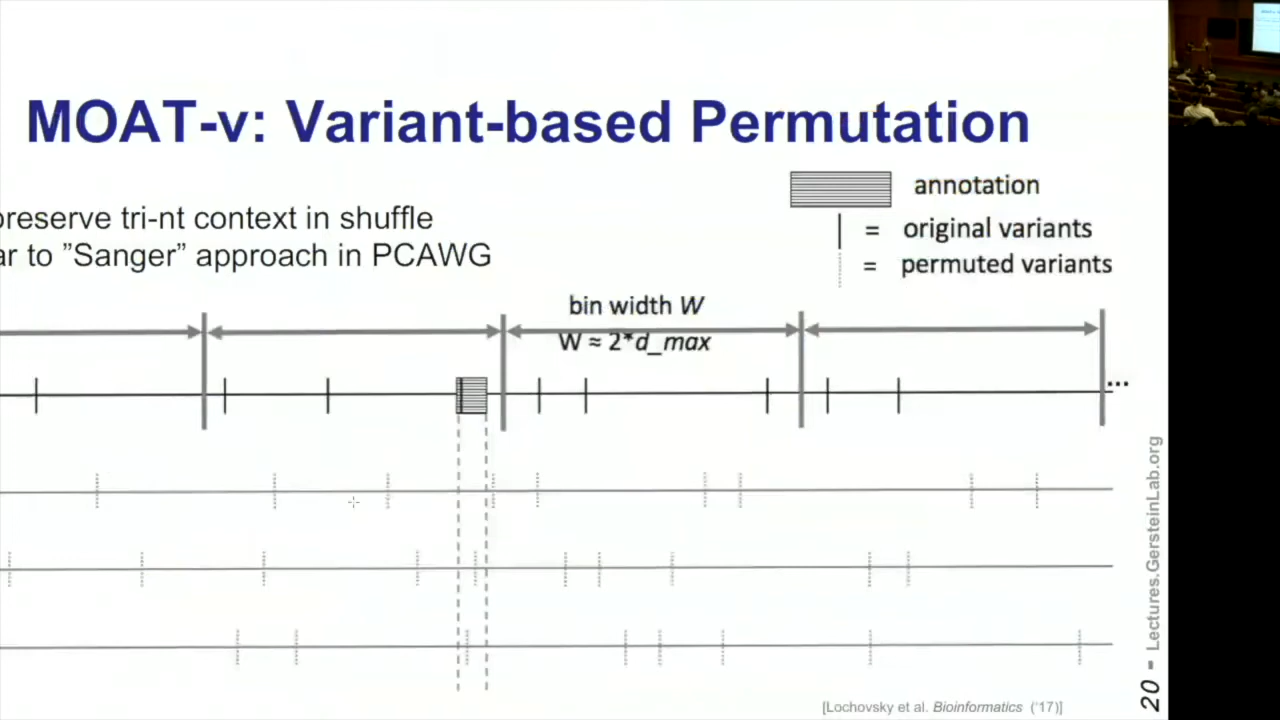 MOAT-v: Variant-based Permutation
annotation
preserve tri-nt context in shuffle
= original variants
ar to ”Sanger” approach in PCAWG
= permuted variants
bin width W
W ≈ 2*d_max
...
[Lochovsky et al. Bioinformatics ('17)]
20 - Lectures.GersteinLab.org